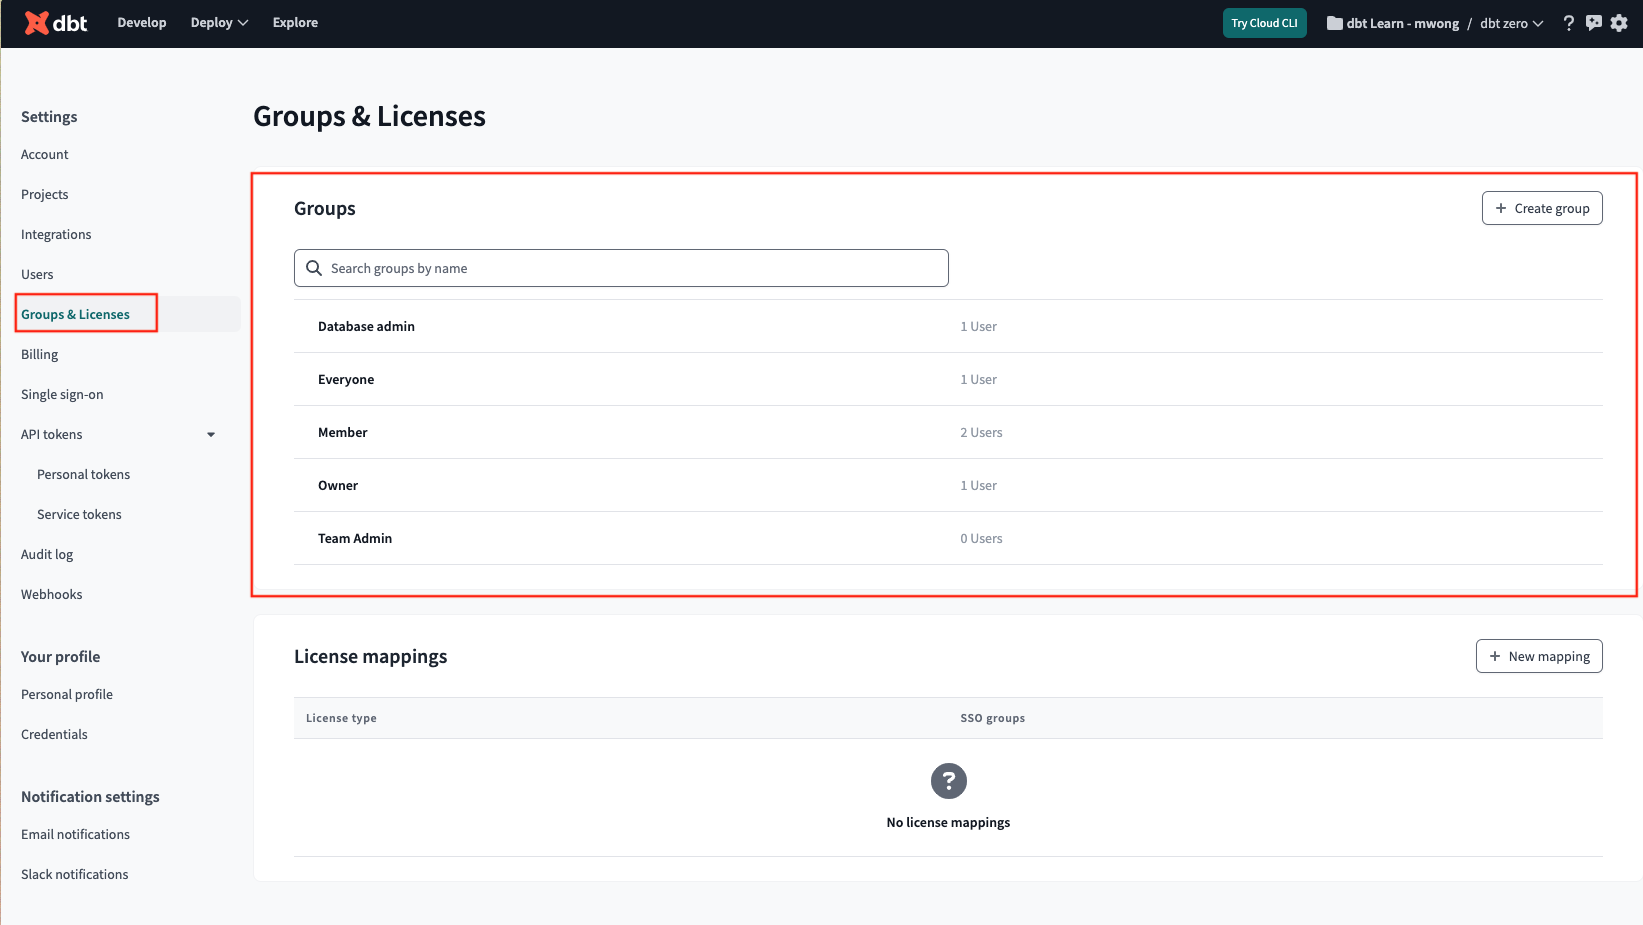 dbt Develop Deploy Explore Try Cloud CLI dbt Learn - mwong / dbt zero ?
Settings
Account
Projects
Integrations
Users
Groups & Licenses
Billing
Single sign-on
API tokens
Personal tokens
Service tokens
Audit log
Webhooks
Your profile
Personal profile
Credentials
Notification settings
Email notifications
Slack notifications
Groups & Licenses
Groups
+ Create group
Search groups by name
Database admin 1 User
Everyone 1 User
Member 2 Users
Owner 1 User
Team Admin 0 Users
License mappings
+ New mapping
License type SSO groups
?
No license mappings